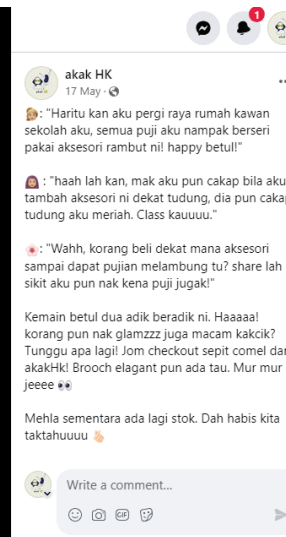 1
akak HK
17 May ·
👧🏼: "Haritu kan aku pergi raya rumah kawan
sekolah aku, semua puji aku nampak berseri
pakai aksesori rambut ni! happy betul!"
🧕🏽 : "haah lah kan, mak aku pun cakap bila aku
tambah aksesori ni dekat tudung, dia pun
tudung aku meriah. Class kauuuu."
🌸: "Wahh, korang beli dekat mana aksesori
sampai dapat pujian melambung tu? share lah
sikit aku pun nak kena puji jugak!"
Kemain betul dua adik beradik ni. Haaaaa!
korang pun nak glamzzz juga macam kakcik?
Tunggu apa lagi! Jom checkout sepit comel
akakHk! Brooch elagant pun ada tau. Mur mur
jeeee 👀
Mehla sementara ada lagi stok. Dah habis kita
taktahuuuu 👌🏻
Write a comment...
GIF